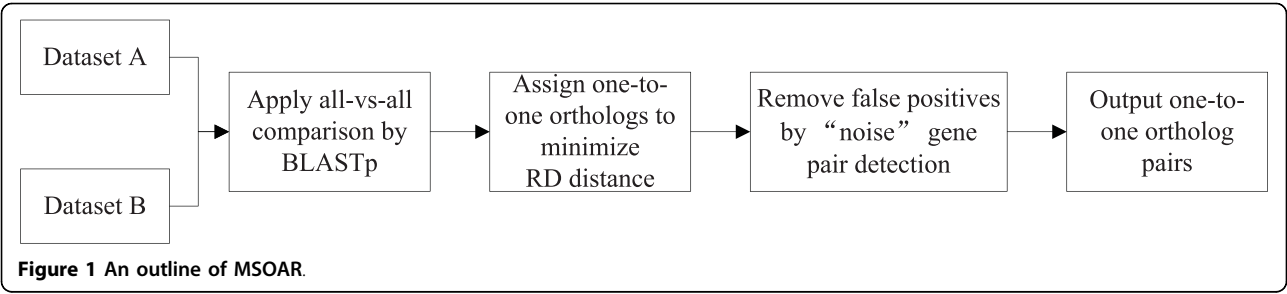 Dataset A
Dataset B
Apply all-vs-all
comparison by
BLASTp
Assign one-to-
one orthologs to
minimize
RD distance
Remove false positives
by “noise” gene
pair detection
Output one-to-
one ortholog
pairs
Figure 1 An outline of MSOAR.